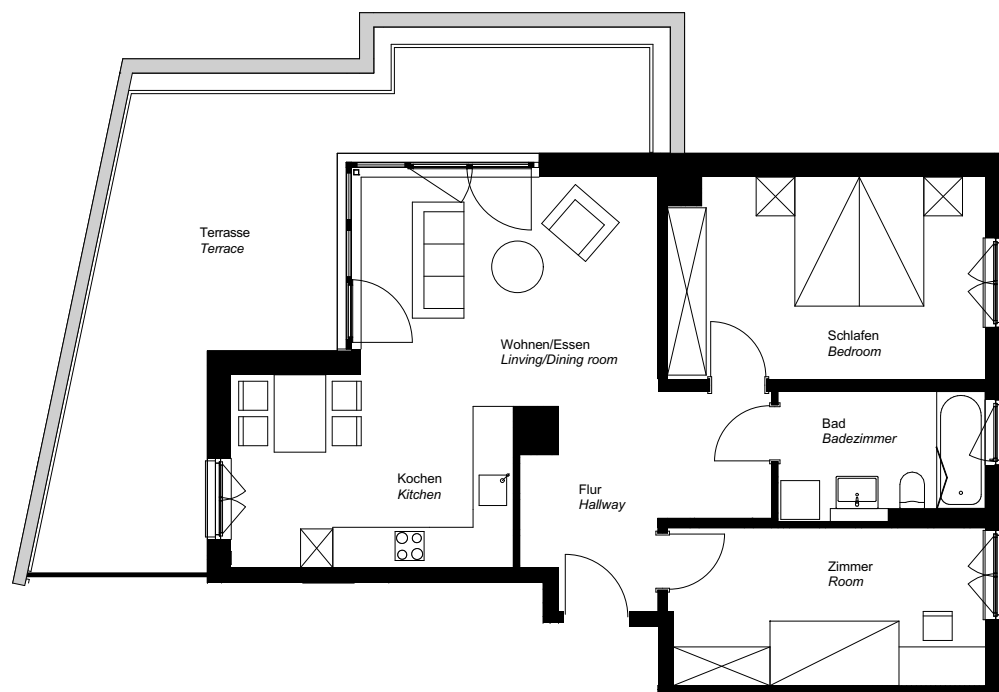 Terrasse
Terrace
Wohnen/Essen
Linving/Dining room
Schlafen
Bedroom
Bad
Badezimmer
Kochen
Kitchen
Flur
Hallway
Zimmer
Room